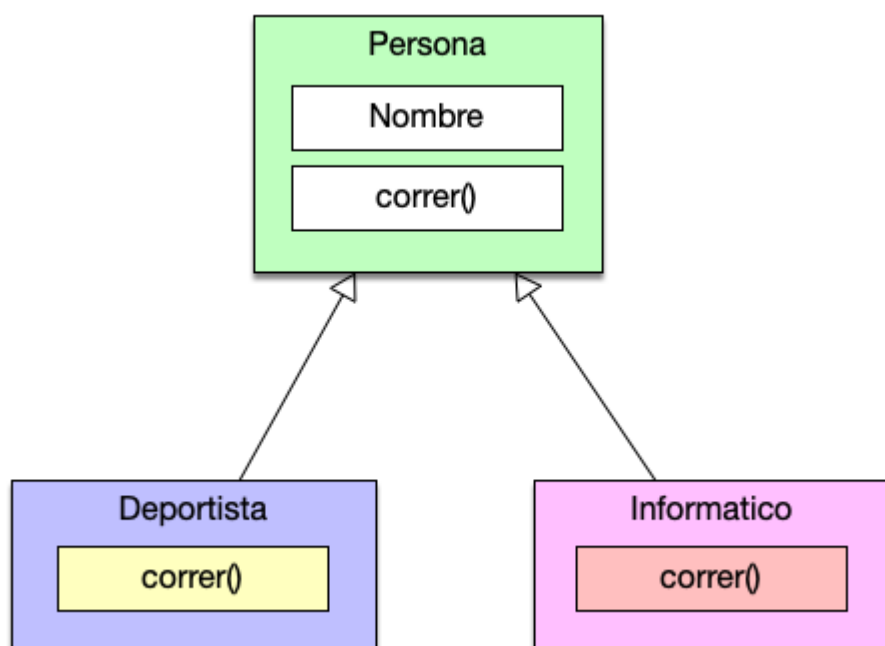 Persona
Nombre
correr()
Deportista
correr()
Informatico
correr()